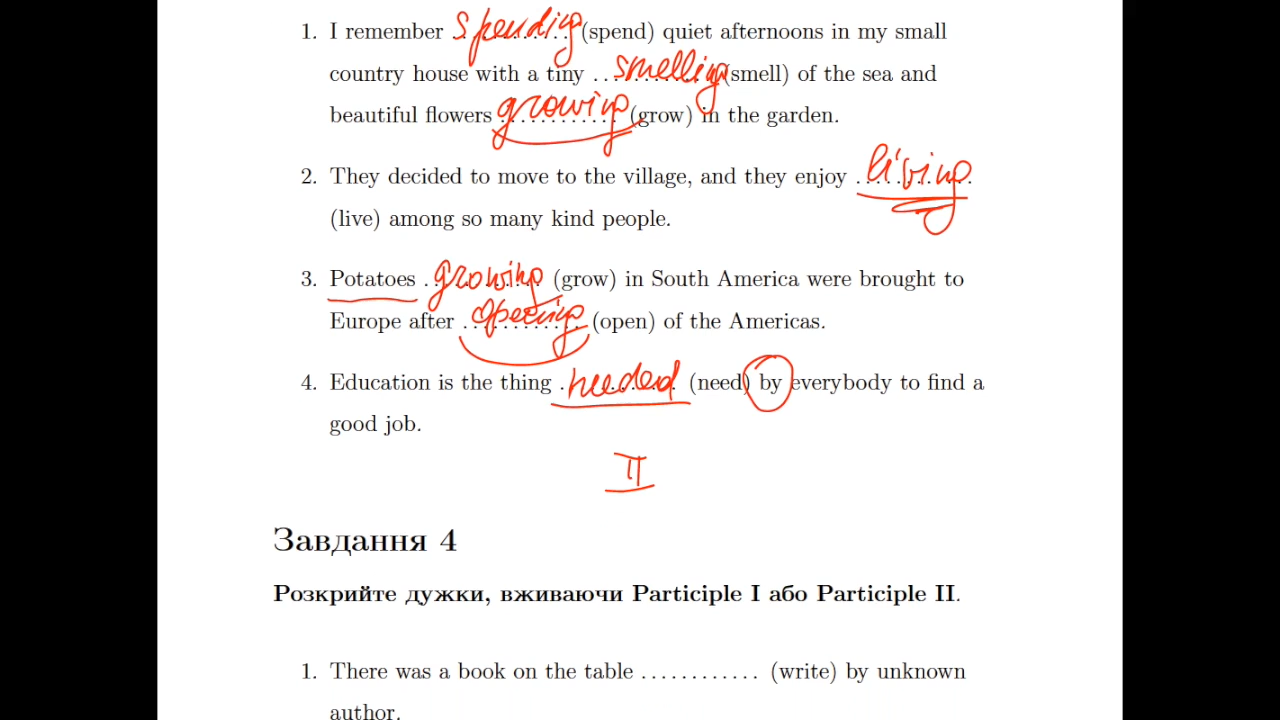 1. I remember spending (spend) quiet afternoons in my small
country house with a tiny ... smelling (smell) of the sea and
beautiful flowers growing (grow) in the garden.
2. They decided to move to the village, and they enjoy living
(live) among so many kind people.
3. Potatoes growing (grow) in South America were brought to
Europe after opening (open) of the Americas.
4. Education is the thing needed (need) by everybody to find a
good job.
II
Завдання 4
Розкрийте дужки, вживаючи Participle I або Participle II.
1. There was a book on the table ............ (write) by unknown
author.